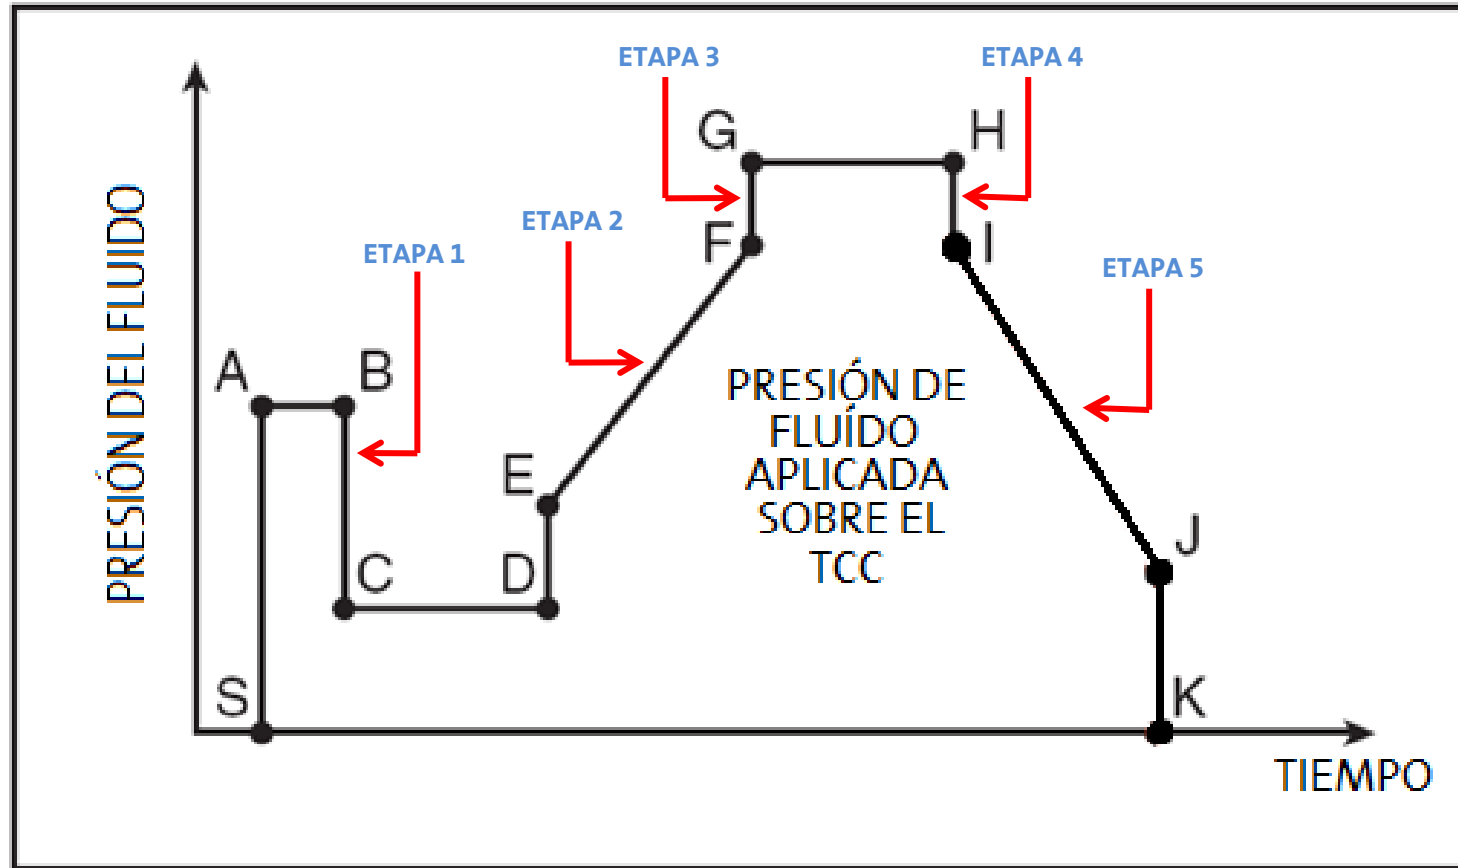 ETAPA 3
ETAPA 4
G
H
ETAPA 2
F
I
ETAPA 1
ETAPA 5
A
B
PRESIÓN DEL FLUIDO
PRESIÓN DE
FLUÍDO
APLICADA
SOBRE EL
TCC
E
C
D
J
S
K
TIEMPO